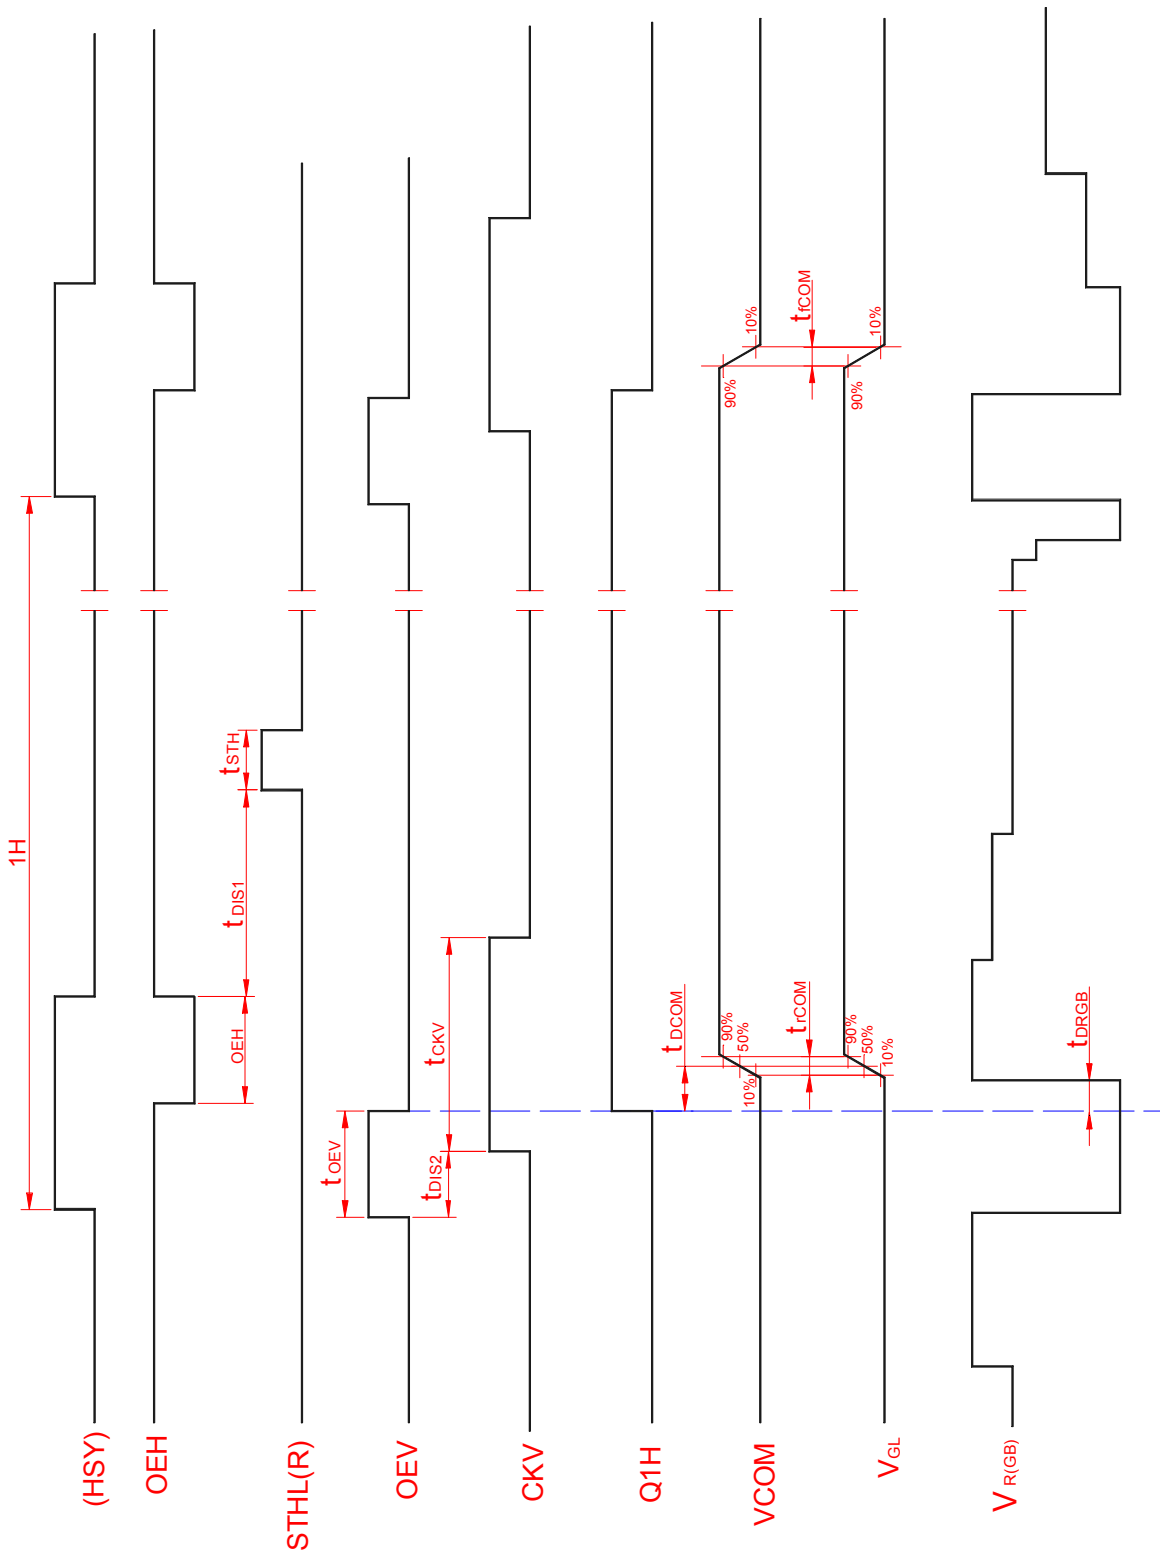 (HSY)
1H
OEH
OEH
STHL(R)
tDIS1
tSTH
OEV
tOEV
CKV
tDIS2
tCKV
Q1H
tDCOM
VCOM
10%
50%
90%
90%
10%
trCOM
tfCOM
VGL
10%
50%
90%
90%
10%
VR(GB)
tDRGB